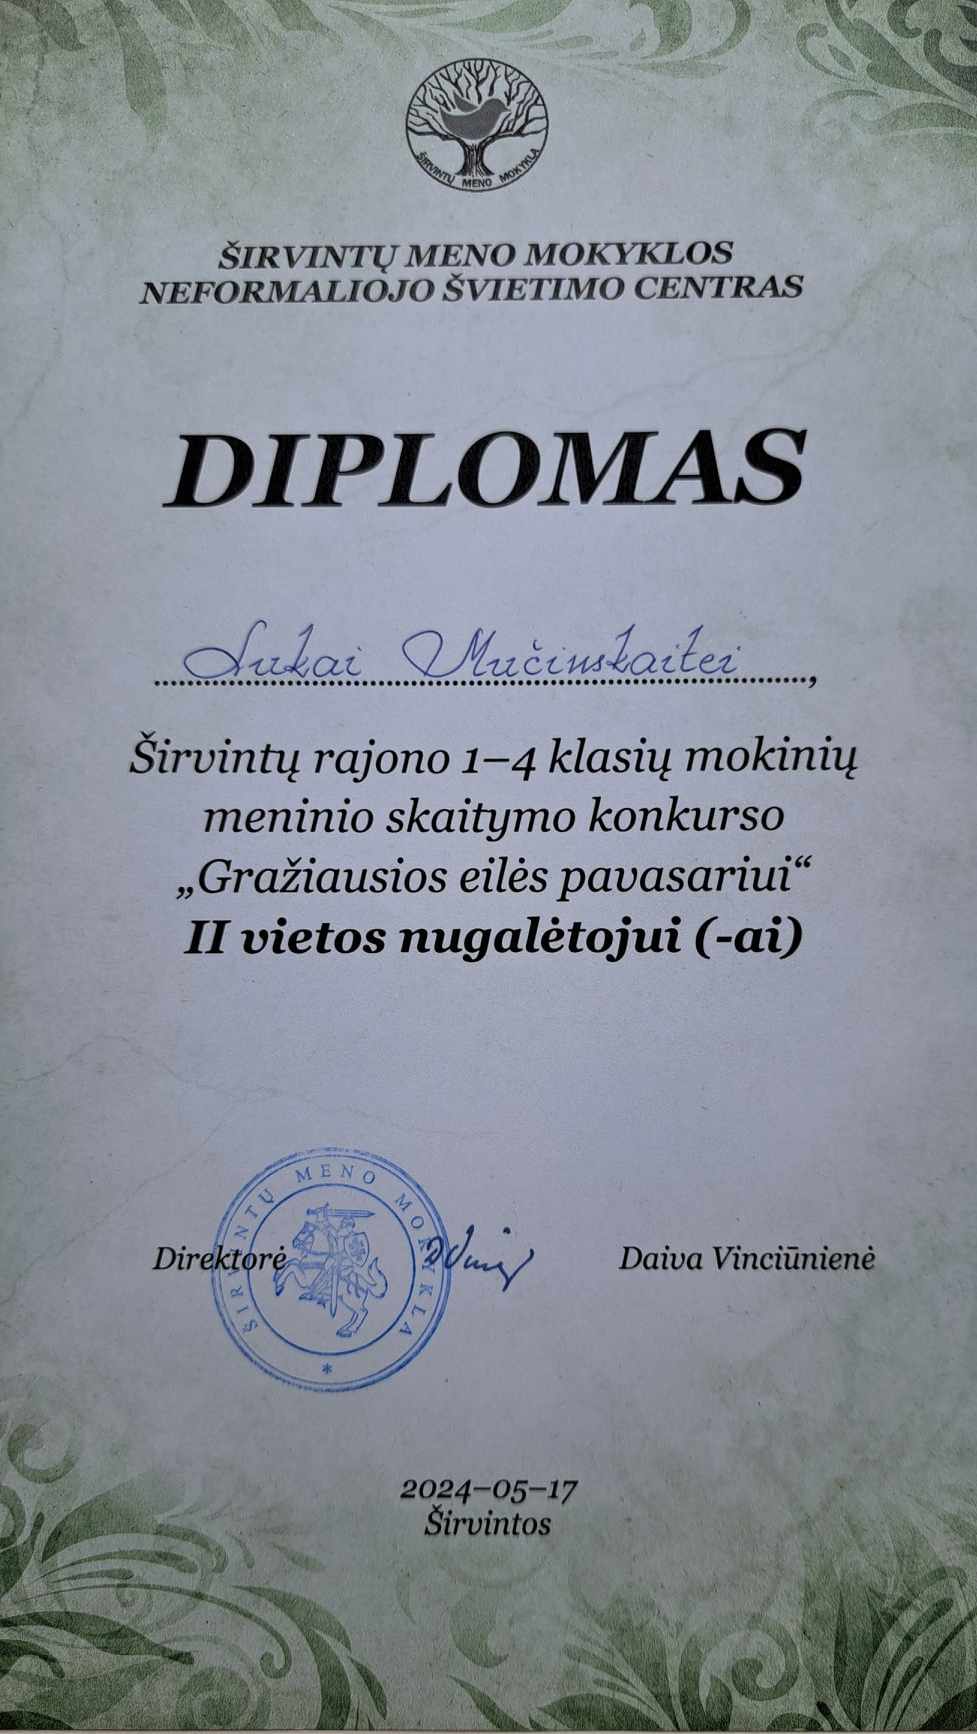 ŠIRVINTŲ MENO MOKYKLA
ŠIRVINTŲ MENO MOKYKLOS
NEFORMALIOJO ŠVIETIMO CENTRAS
DIPLOMAS
Lukai Mučinskaitei,
Širvintų rajono 1–4 klasių mokinių
meninio skaitymo konkurso
„Gražiausios eilės pavasariui“
II vietos nugalėtojui (-ai)
ŠIRVINTŲ MENO MOKYKLA *
Direktorė Daiva Vinciūnienė
2024–05–17
Širvintos